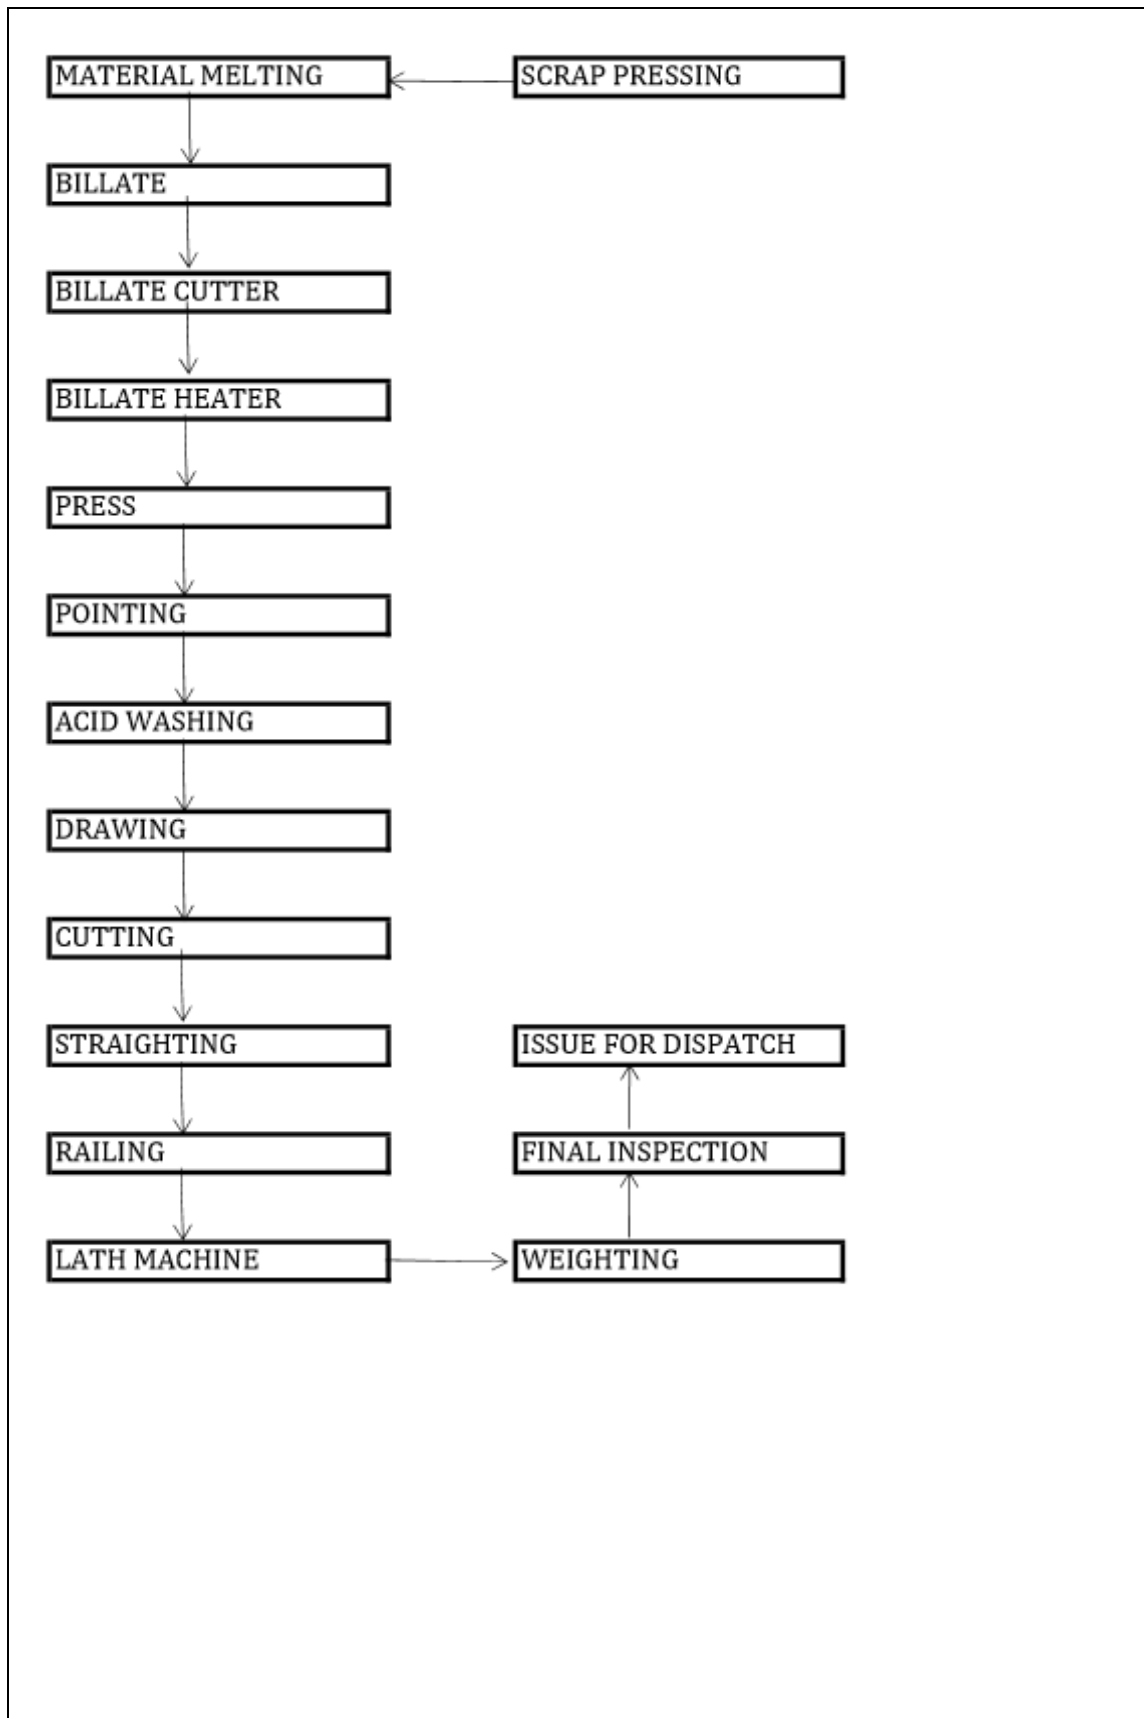 MATERIAL MELTING
SCRAP PRESSING
BILLATE
BILLATE CUTTER
BILLATE HEATER
PRESS
POINTING
ACID WASHING
DRAWING
CUTTING
STRAIGHTING
ISSUE FOR DISPATCH
RAILING
FINAL INSPECTION
LATH MACHINE
WEIGHTING